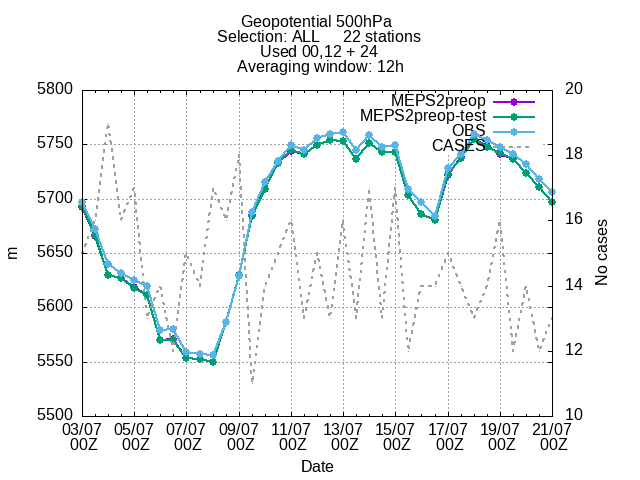 Geopotential 500hPa
Selection: ALL 22 stations
Used 00,12 + 24
Averaging window: 12h
5800
5750
5700
5650
5600
5550
5500
20
18
16
14
12
10
m
No cases
MEPS2preop
MEPS2preop-test
OBS
CASES
03/07 05/07 07/07 09/07 11/07 13/07 15/07 17/07 19/07 21/07
00Z 00Z 00Z 00Z 00Z 00Z 00Z 00Z 00Z 00Z
Date